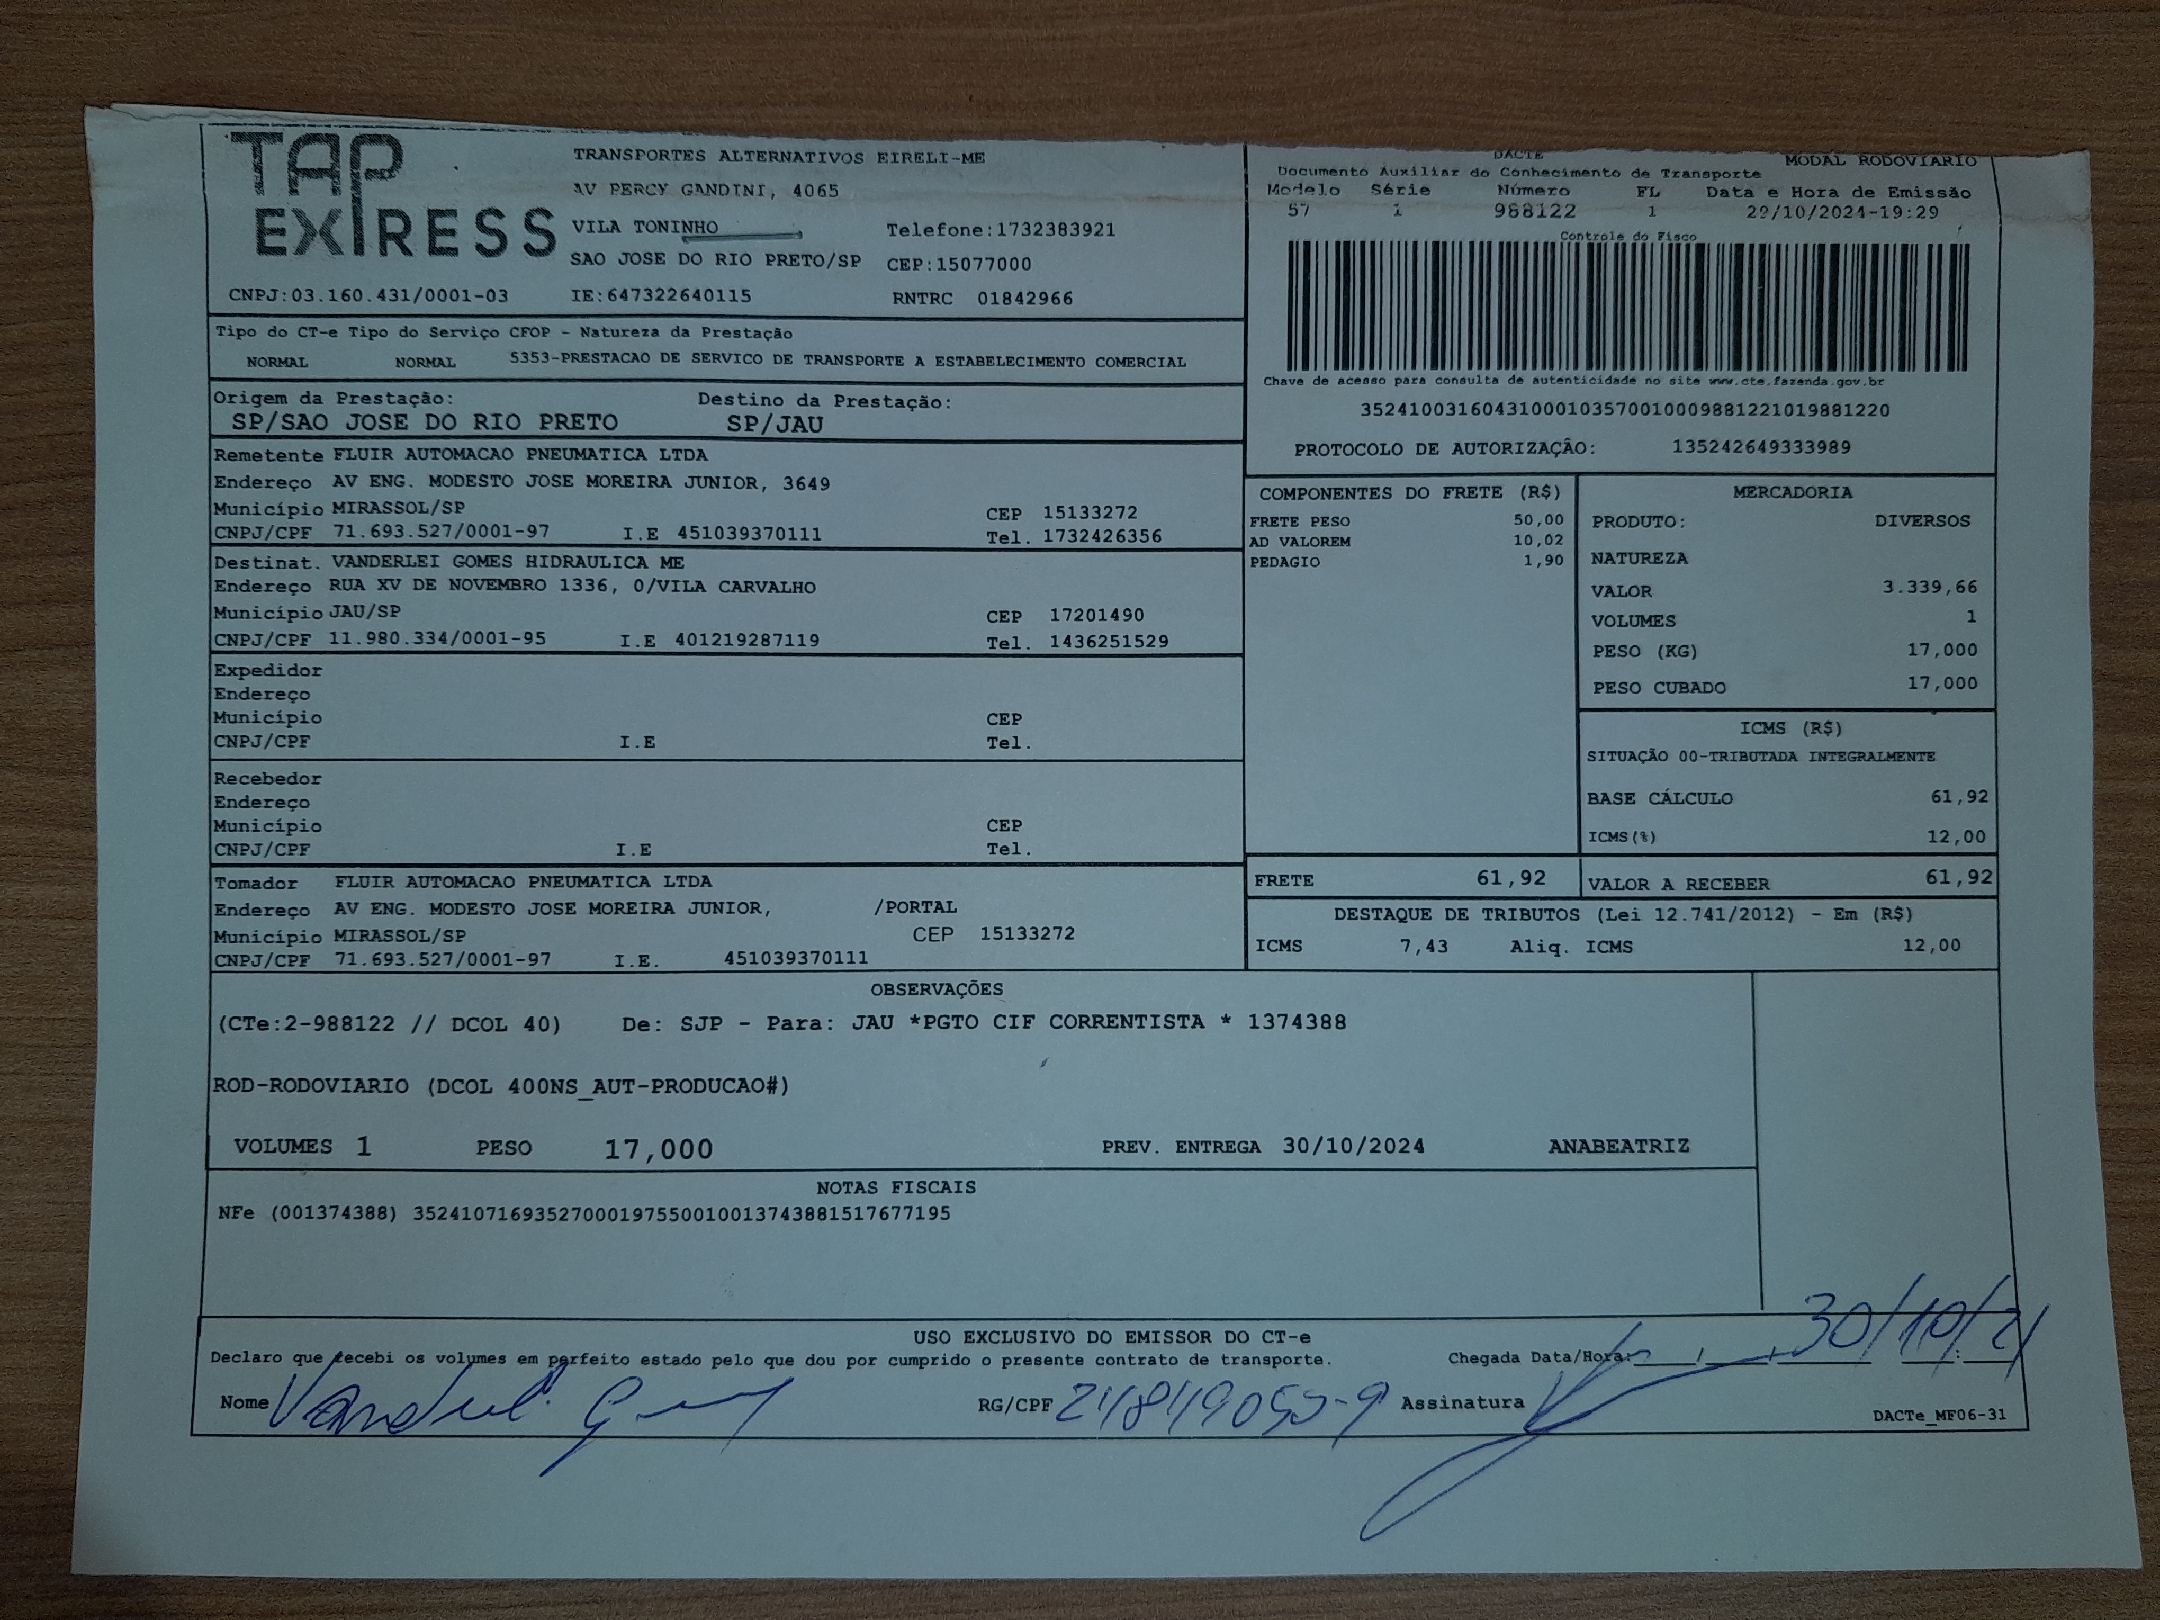 TAP EXPRESS
TRANSPORTES ALTERNATIVOS EIRELI-ME
AV PERCY GANDINI, 4065
VILA TONINHO Telefone:1732383921
SAO JOSE DO RIO PRETO/SP CEP:15077000
CNPJ:03.160.431/0001-03 IE:647322640115 RNTRC 01842966
DACTE MODAL RODOVIARIO
Documento Auxiliar do Conhecimento de Transporte
Modelo Série Número FL Data e Hora de Emissão
57 1 988122 1 29/10/2024-19:29
Controle do Fisco
Chave de acesso para consulta de autenticidade no site www.cte.fazenda.gov.br
35241003160431000103570010009881221019881220
PROTOCOLO DE AUTORIZAÇÃO: 135242649333989
Tipo do CT-e Tipo do Serviço CFOP - Natureza da Prestação
NORMAL NORMAL 5353-PRESTACAO DE SERVICO DE TRANSPORTE A ESTABELECIMENTO COMERCIAL
Origem da Prestação: Destino da Prestação:
SP/SAO JOSE DO RIO PRETO SP/JAU
Remetente FLUIR AUTOMACAO PNEUMATICA LTDA
Endereço AV ENG. MODESTO JOSE MOREIRA JUNIOR, 3649
Município MIRASSOL/SP CEP 15133272
CNPJ/CPF 71.693.527/0001-97 I.E 451039370111 Tel. 1732426356
Destinat. VANDERLEI GOMES HIDRAULICA ME
Endereço RUA XV DE NOVEMBRO 1336, 0/VILA CARVALHO
Município JAU/SP CEP 17201490
CNPJ/CPF 11.980.334/0001-95 I.E 401219287119 Tel. 1436251529
Expedidor
Endereço
Município CEP
CNPJ/CPF I.E Tel.
Recebedor
Endereço
Município CEP
CNPJ/CPF I.E Tel.
Tomador FLUIR AUTOMACAO PNEUMATICA LTDA
Endereço AV ENG. MODESTO JOSE MOREIRA JUNIOR, /PORTAL
Município MIRASSOL/SP CEP 15133272
CNPJ/CPF 71.693.527/0001-97 I.E. 451039370111
COMPONENTES DO FRETE (R$)
FRETE PESO 50,00
AD VALOREM 10,02
PEDAGIO 1,90
MERCADORIA
PRODUTO: DIVERSOS
NATUREZA
VALOR 3.339,66
VOLUMES 1
PESO (KG) 17,000
PESO CUBADO 17,000
ICMS (R$)
SITUAÇÃO 00-TRIBUTADA INTEGRALMENTE
BASE CÁLCULO 61,92
ICMS(%) 12,00
FRETE 61,92 VALOR A RECEBER 61,92
DESTAQUE DE TRIBUTOS (Lei 12.741/2012) - Em (R$)
ICMS 7,43 Aliq. ICMS 12,00
OBSERVAÇÕES
(CTe:2-988122 // DCOL 40) De: SJP - Para: JAU *PGTO CIF CORRENTISTA * 1374388
ROD-RODOVIARIO (DCOL 400NS_AUT-PRODUCAO#)
VOLUMES 1 PESO 17,000 PREV. ENTREGA 30/10/2024 ANABEATRIZ
NOTAS FISCAIS
NFe (001374388) 35241071693527000197550010013743881517677195
USO EXCLUSIVO DO EMISSOR DO CT-e
Declaro que recebi os volumes em perfeito estado pelo que dou por cumprido o presente contrato de transporte. Chegada Data/Hora: 30/10/24
Nome RG/CPF Assinatura
DACTe_MF06-31